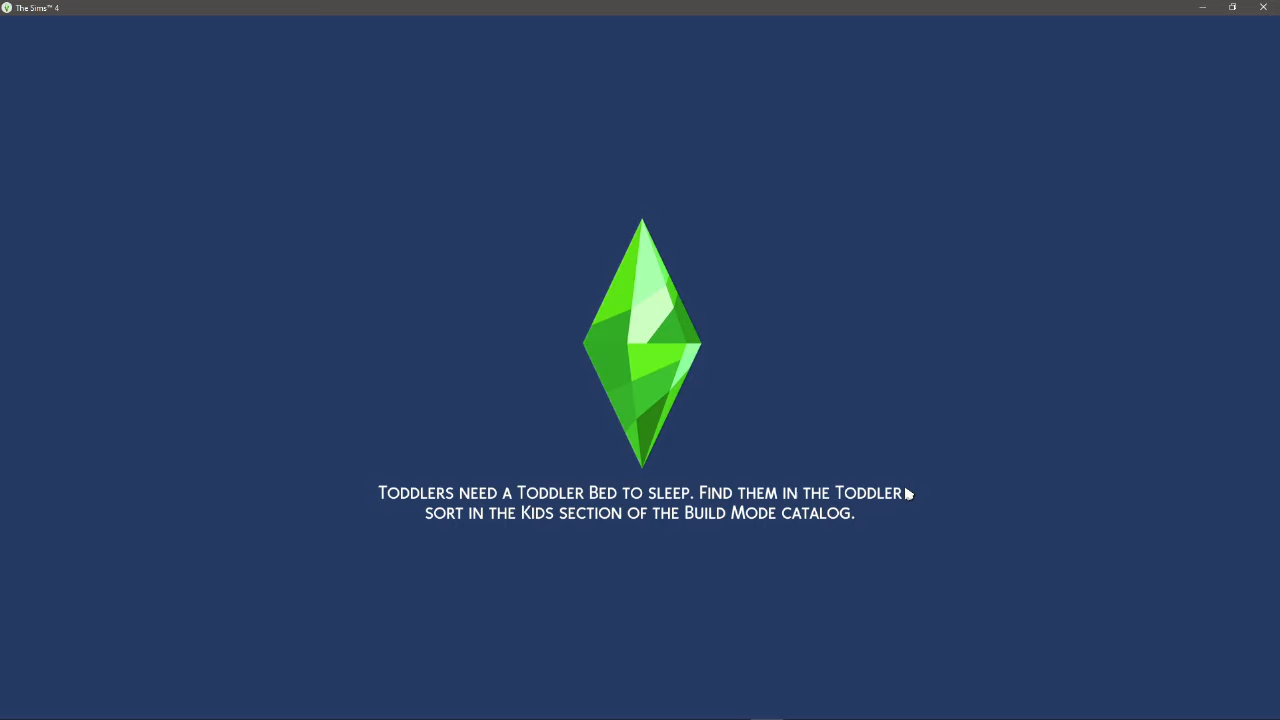 The Sims™ 4
Toddlers need a Toddler Bed to sleep. Find them in the Toddler
sort in the Kids section of the Build Mode catalog.